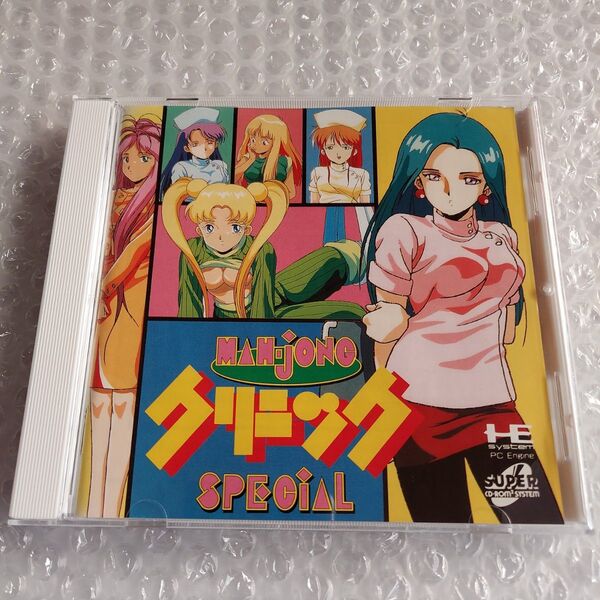 MAH-JONG
クリニック
SPECIAL
HE
system
PC Engine
SUPER
CD-ROM² SYSTEM